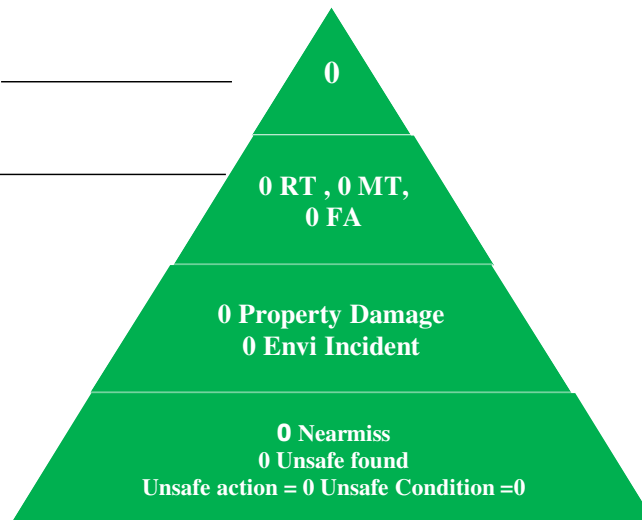 0
0 RT , 0 MT,
0 FA
0 Property Damage
0 Envi Incident
0 Nearmiss
0 Unsafe found
Unsafe action = 0 Unsafe Condition =0